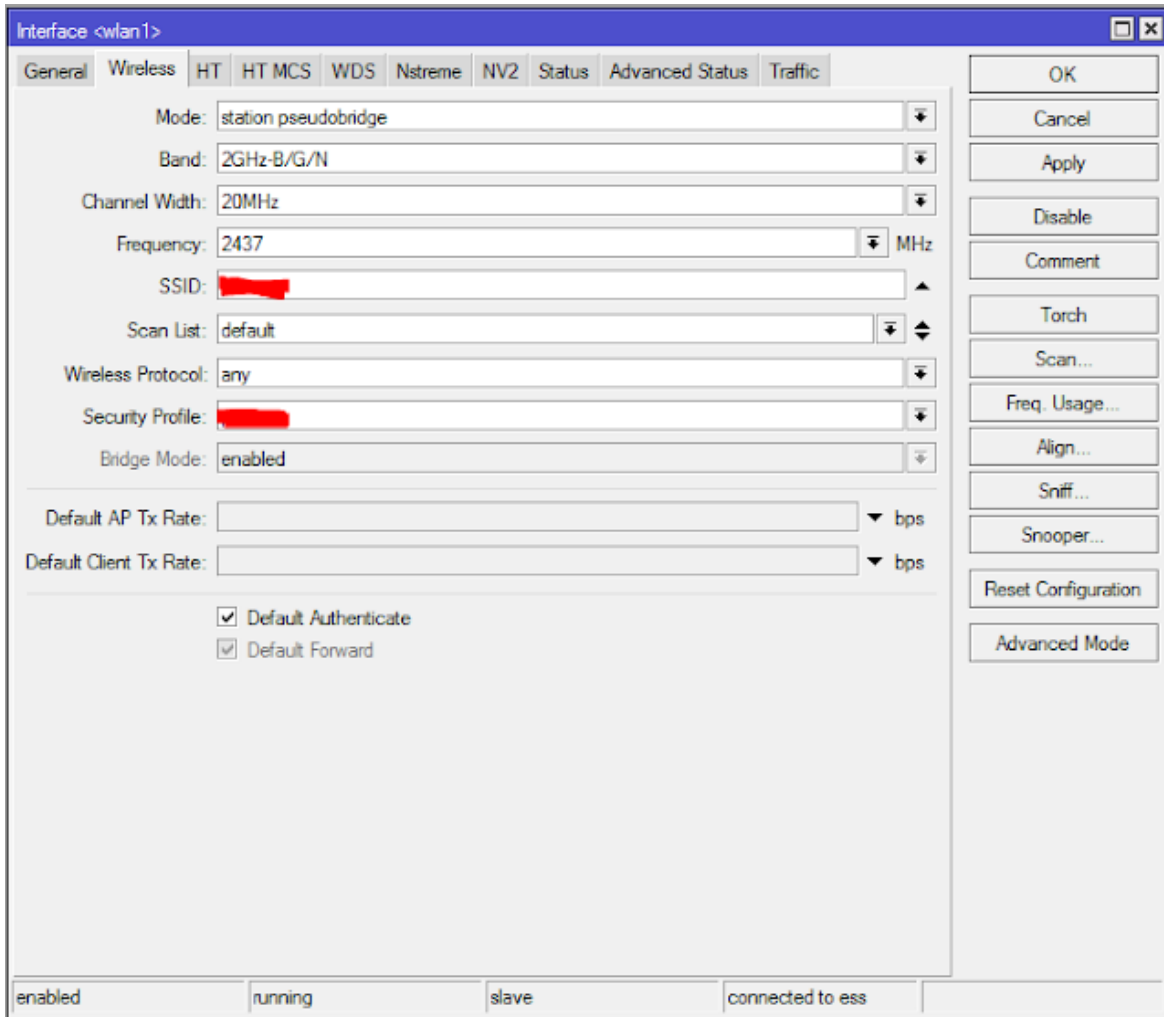 Interface <wlan1>
General Wireless HT HT MCS WDS Nstreme NV2 Status Advanced Status Traffic
Mode: station pseudobridge
Band: 2GHz-B/G/N
Channel Width: 20MHz
Frequency: 2437 MHz
SSID:
Scan List: default
Wireless Protocol: any
Security Profile:
Bridge Mode: enabled
Default AP Tx Rate: bps
Default Client Tx Rate: bps
Default Authenticate
Default Forward
OK
Cancel
Apply
Disable
Comment
Torch
Scan...
Freq. Usage...
Align...
Sniff...
Snooper...
Reset Configuration
Advanced Mode
enabled running slave connected to ess